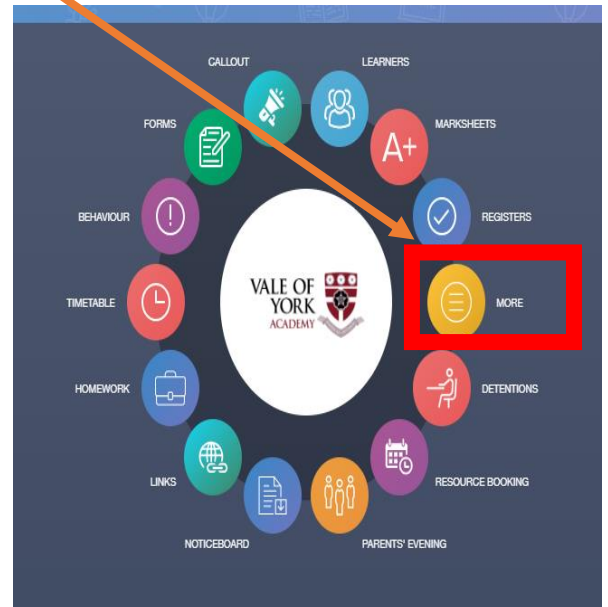 CALLOUT
LEARNERS
FORMS
MARKSHEETS
A+
BEHAVIOUR
REGISTERS
VALE OF
YORK
ACADEMY
TIMETABLE
MORE
HOMEWORK
DETENTIONS
LINKS
RESOURCE BOOKING
NOTICEBOARD
PARENTS' EVENING